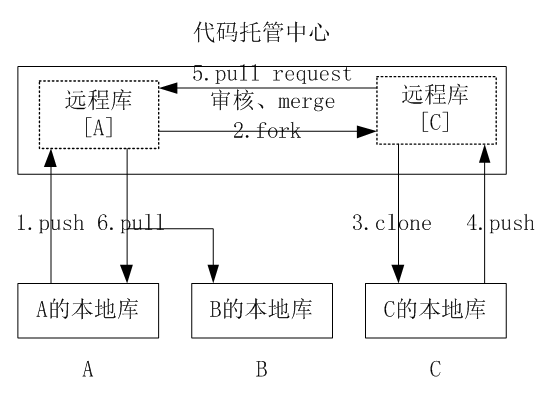 代码托管中心
5.pull request
审核、merge
2.fork
远程库
[A]
远程库
[C]
1.push
6.pull
3.clone
4.push
A的本地库
B的本地库
C的本地库
A
B
C